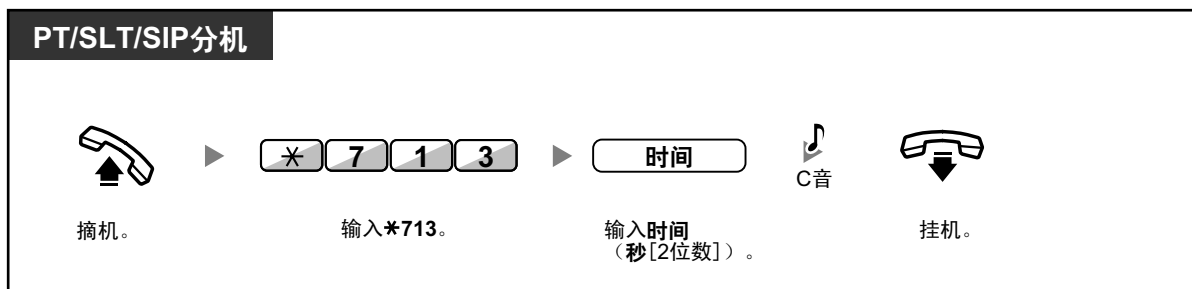 PT/SLT/SIP分机
✳ 7 1 3
时间
C音
摘机。
输入✳713。
输入时间
（秒[2位数]）。
挂机。